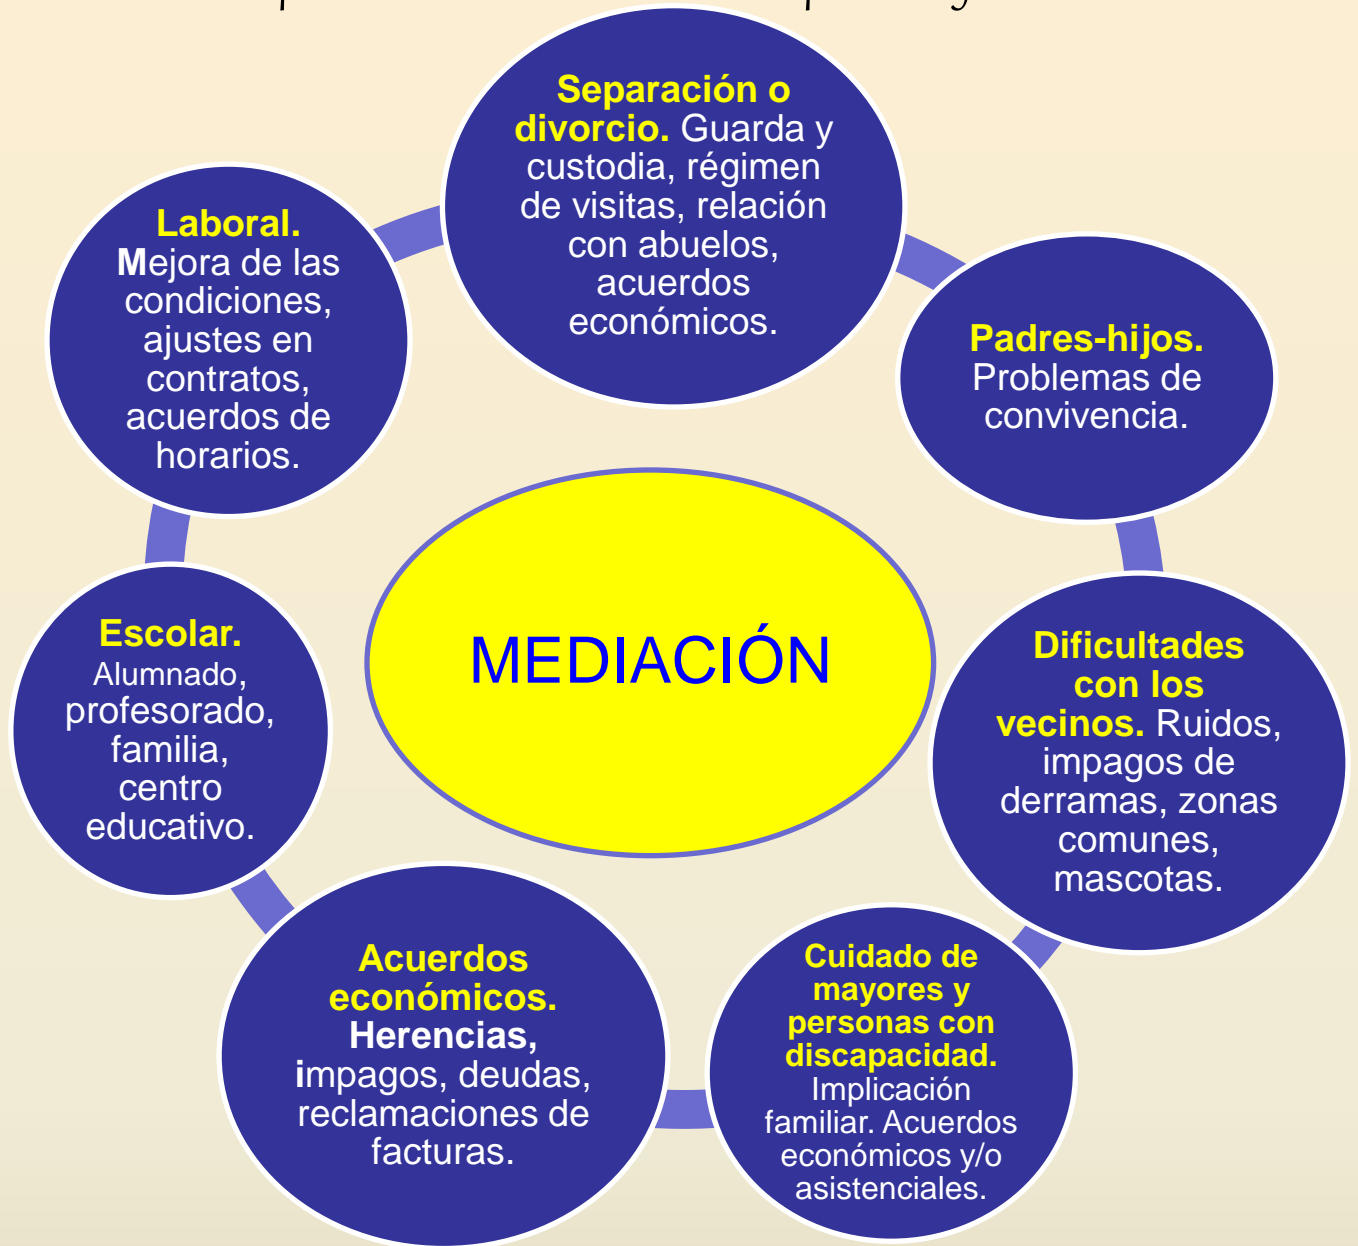 Separación o
divorcio. Guarda y
custodia, régimen
de visitas, relación
con abuelos,
acuerdos
económicos.
Padres-hijos.
Problemas de
convivencia.
Dificultades
con los
vecinos. Ruidos,
impagos de
derramas, zonas
comunes,
mascotas.
Cuidado de
mayores y
personas con
discapacidad.
Implicación
familiar. Acuerdos
económicos y/o
asistenciales.
Acuerdos
económicos.
Herencias,
impagos, deudas,
reclamaciones de
facturas.
Escolar.
Alumnado,
profesorado,
familia,
centro
educativo.
Laboral.
Mejora de las
condiciones,
ajustes en
contratos,
acuerdos de
horarios.
MEDIACIÓN